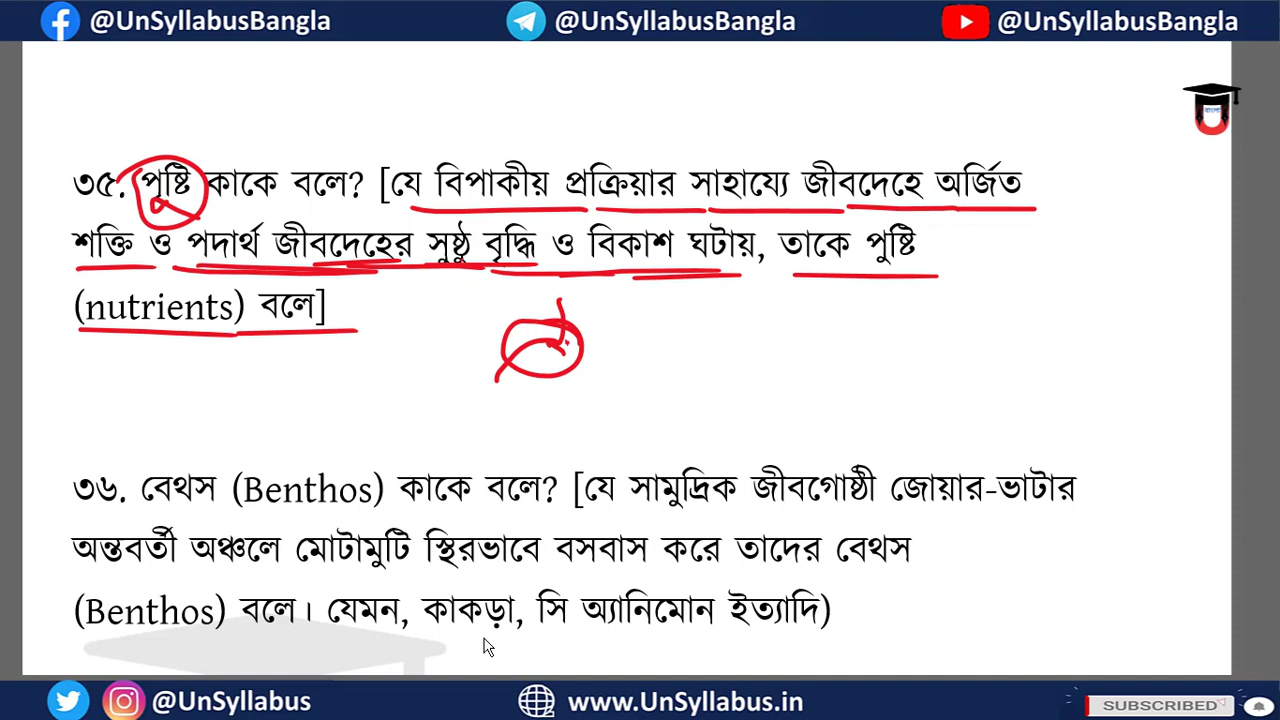 @UnSyllabusBangla @UnSyllabusBangla @UnSyllabusBangla
৩৫. পুষ্টি কাকে বলে? [যে বিপাকীয় প্রক্রিয়ার সাহায্যে জীবদেহে অর্জিত
শক্তি ও পদার্থ জীবদেহের সুষ্ঠু বৃদ্ধি ও বিকাশ ঘটায়, তাকে পুষ্টি
(nutrients) বলে]
৩৬. বেথস (Benthos) কাকে বলে? [যে সামুদ্রিক জীবগোষ্ঠী জোয়ার-ভাটার
অন্তবর্তী অঞ্চলে মোটামুটি স্থিরভাবে বসবাস করে তাদের বেথস
(Benthos) বলে। যেমন, কাকড়া, সি অ্যানিমোন ইত্যাদি)
@UnSyllabus www.UnSyllabus.in SUBSCRIBED